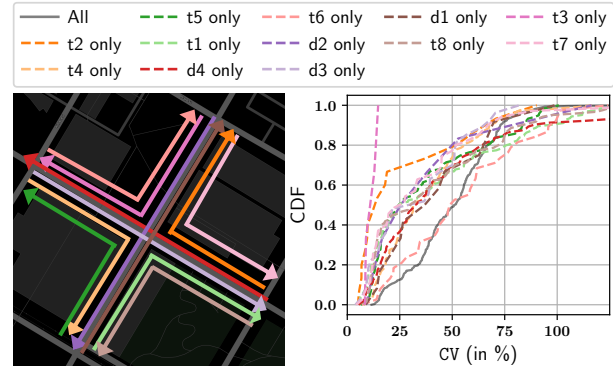 All t5 only t6 only d1 only t3 only
t2 only t1 only d2 only t8 only t7 only
t4 only d4 only d3 only
1.0
0.8
0.6
0.4
0.2
0.0
CDF
0 25 50 75 100
CV (in %)